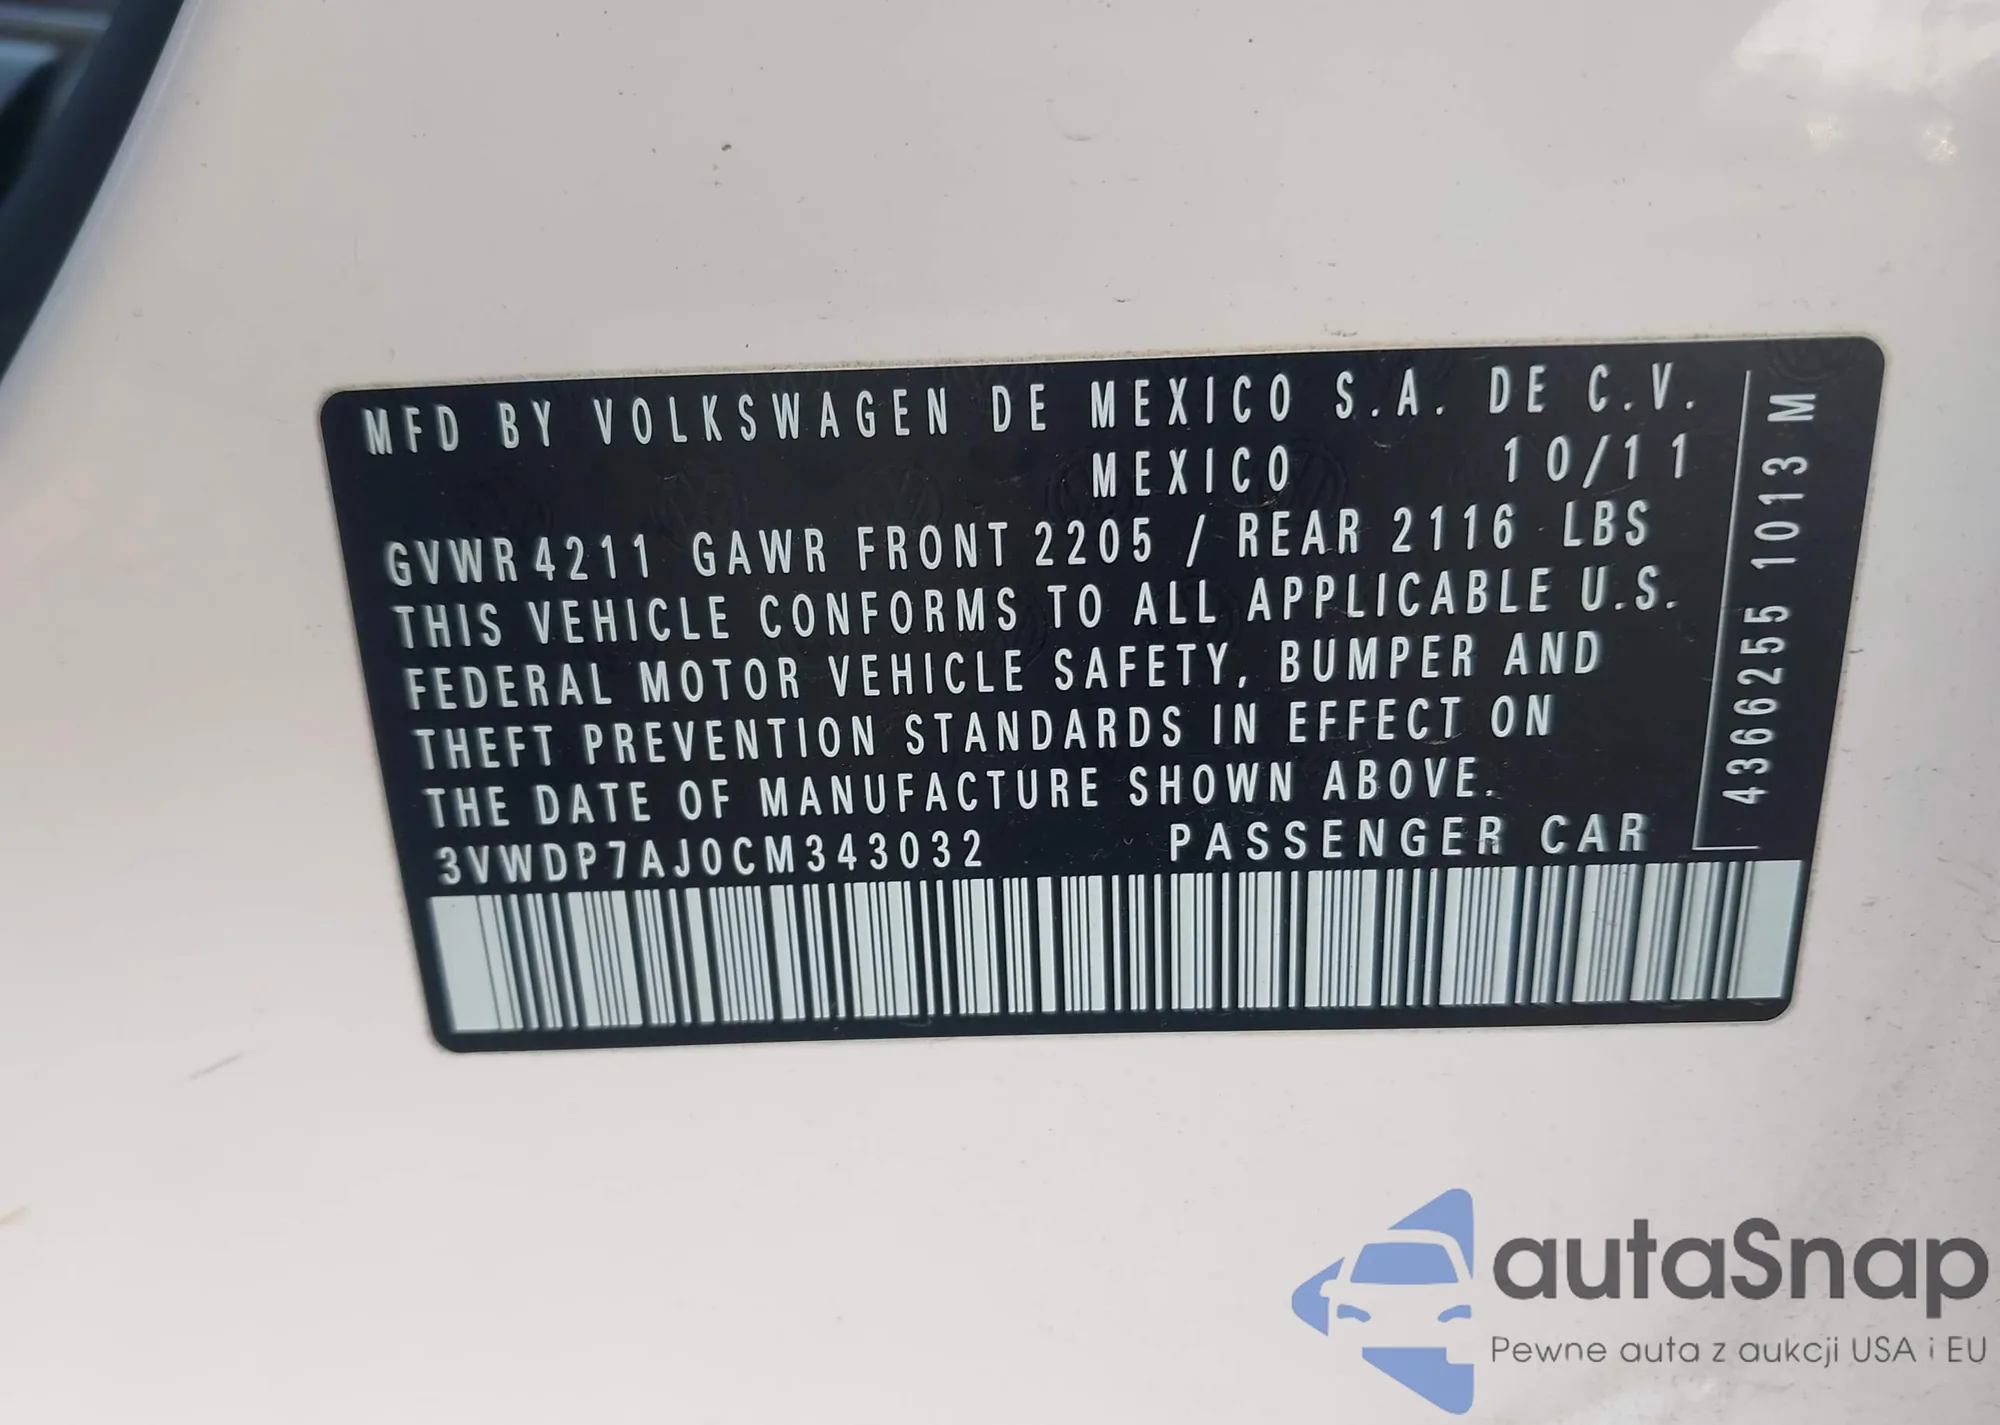 MFD BY VOLKSWAGEN DE MEXICO S.A. DE C.V.
MEXICO 10/11
GVWR 4211 GAWR FRONT 2205 / REAR 2116 LBS
THIS VEHICLE CONFORMS TO ALL APPLICABLE U.S.
FEDERAL MOTOR VEHICLE SAFETY, BUMPER AND
THEFT PREVENTION STANDARDS IN EFFECT ON
THE DATE OF MANUFACTURE SHOWN ABOVE.
3VWDP7AJ0CM343032 PASSENGER CAR
4366255 1013 M
autaSnap
Pewne auta z aukcji USA i EU